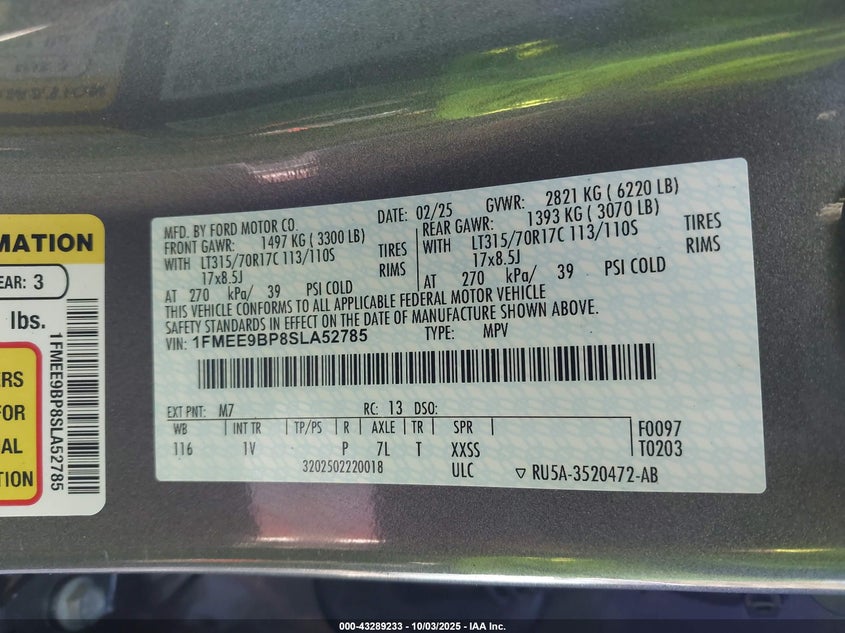 MFD. BY FORD MOTOR CO. DATE: 02/25 GVWR: 2821 KG ( 6220 LB)
FRONT GAWR: 1497 KG ( 3300 LB) REAR GAWR: 1393 KG ( 3070 LB)
WITH LT315/70R17C 113/110S TIRES WITH LT315/70R17C 113/110S TIRES
17x8.5J RIMS 17x8.5J RIMS
AT 270 kPa/ 39 PSI COLD AT 270 kPa/ 39 PSI COLD
THIS VEHICLE CONFORMS TO ALL APPLICABLE FEDERAL MOTOR VEHICLE
SAFETY STANDARDS IN EFFECT ON THE DATE OF MANUFACTURE SHOWN ABOVE.
VIN: 1FMEE9BP8SLA52785 TYPE: MPV
EXT PNT: M7 RC: 13 DSO:
WB INT TR TP/PS R AXLE TR SPR F0097
116 1V P 7L T XXSS T0203
3202502220018 ULC RU5A-3520472-AB
MATION
EAR: 3
lbs.
ERS
FOR
AL
TION
1FMEE9BP8SLA52785
000-43289233 - 10/03/2025 - IAA Inc.